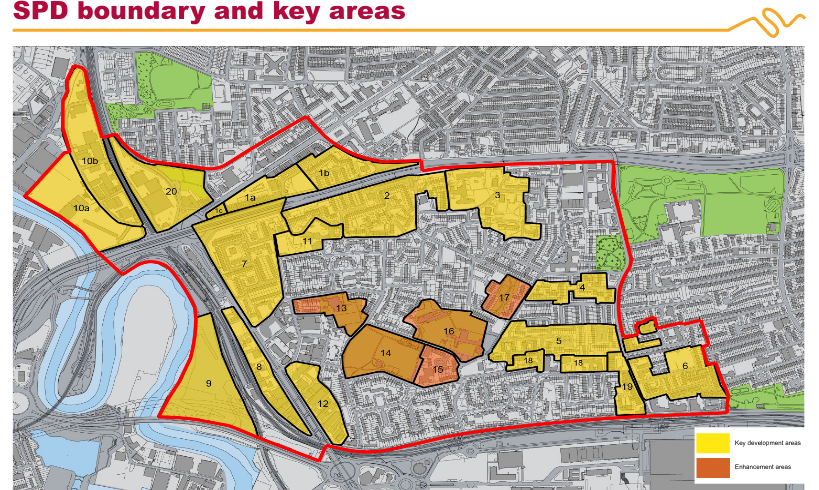 SPD boundary and key areas
10b
20
1b
1a
1c
2
3
10a
11
7
4
17
13
16
5
14
18
18
15
8
9
6
19
12
Key development areas
Enhancement areas